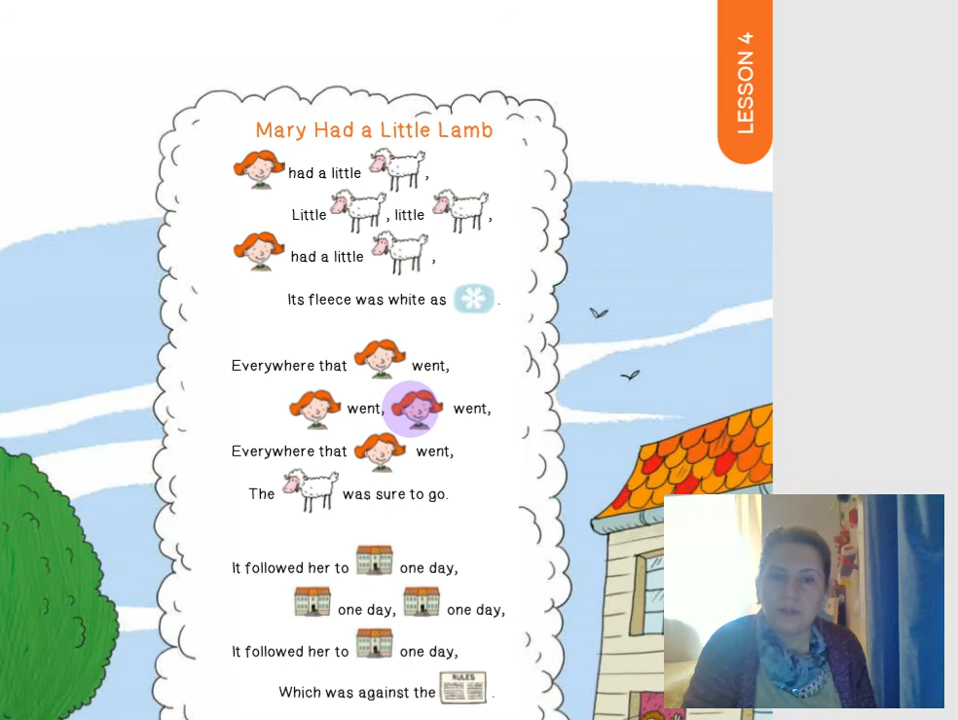 LESSON 4
Mary Had a Little Lamb
had a little ,
Little , little ,
had a little ,
Its fleece was white as .
Everywhere that went,
went, went,
Everywhere that went,
The was sure to go.
It followed her to one day,
one day, one day,
It followed her to one day,
Which was against the RULES .